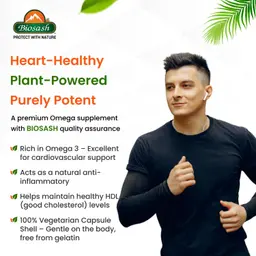 Biosash
PROTECT WITH NATURE
Heart-Healthy
Plant-Powered
Purely Potent
A premium Omega supplement
with BIOSASH quality assurance
Rich in Omega 3 – Excellent
for cardiovascular support
Acts as a natural anti-
inflammatory
Helps maintain healthy HDL
(good cholesterol) levels
100% Vegetarian Capsule
Shell – Gentle on the body,
free from gelatin